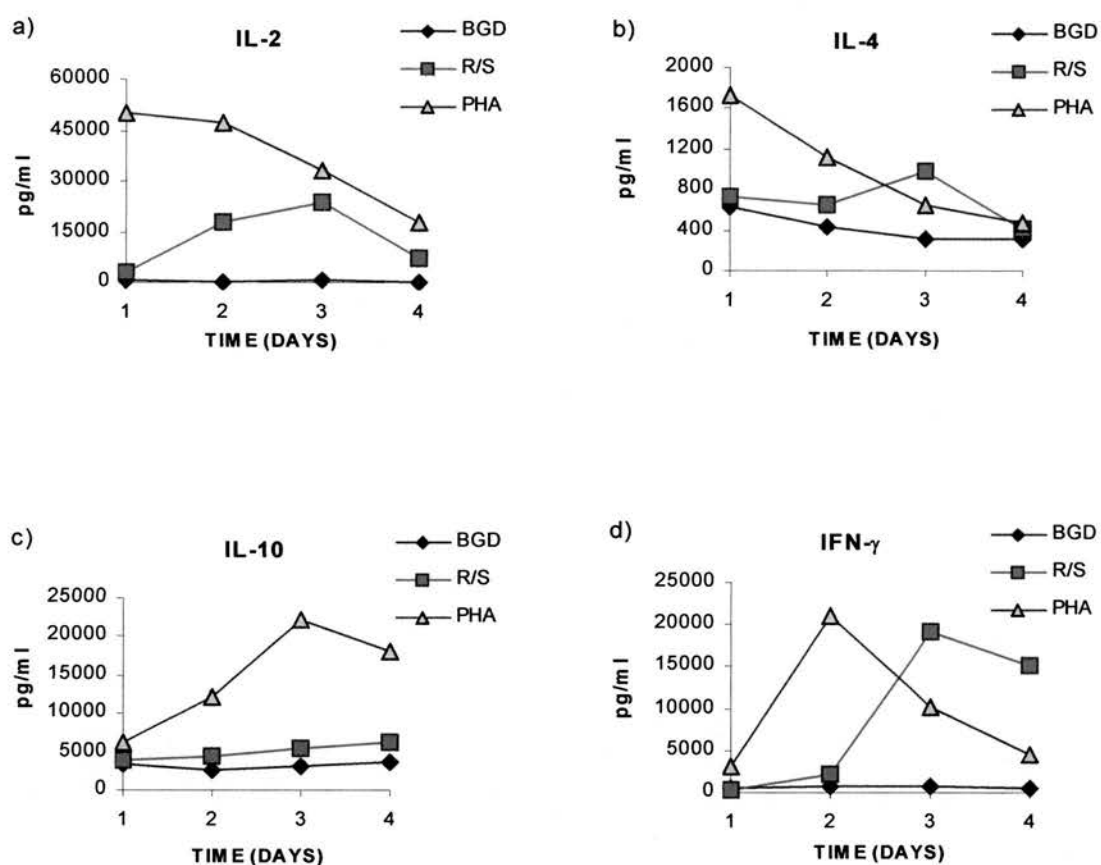 a)
IL-2
BGD
R/S
PHA
60000
45000
30000
15000
0
pg/ml
1 2 3 4
TIME (DAYS)
b)
IL-4
BGD
R/S
PHA
2000
1600
1200
800
400
0
pg/ml
1 2 3 4
TIME (DAYS)
c)
IL-10
BGD
R/S
PHA
25000
20000
15000
10000
5000
0
pg/ml
1 2 3 4
TIME (DAYS)
d)
IFN-γ
BGD
R/S
PHA
25000
20000
15000
10000
5000
0
pg/ml
1 2 3 4
TIME (DAYS)